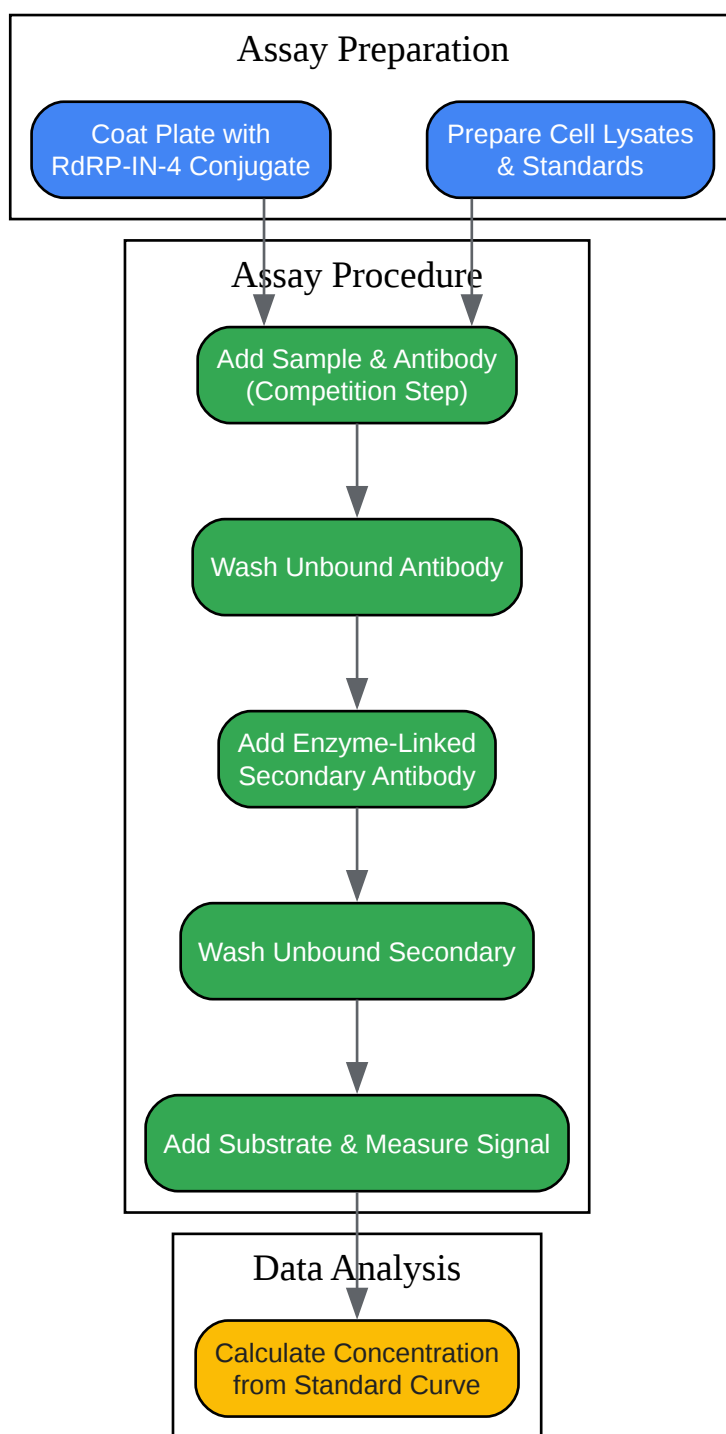 Assay Preparation
Coat Plate with
RdRP-IN-4 Conjugate
Prepare Cell Lysates
& Standards
Assay Procedure
Add Sample & Antibody
(Competition Step)
Wash Unbound Antibody
Add Enzyme-Linked
Secondary Antibody
Wash Unbound Secondary
Add Substrate & Measure Signal
Data Analysis
Calculate Concentration
from Standard Curve